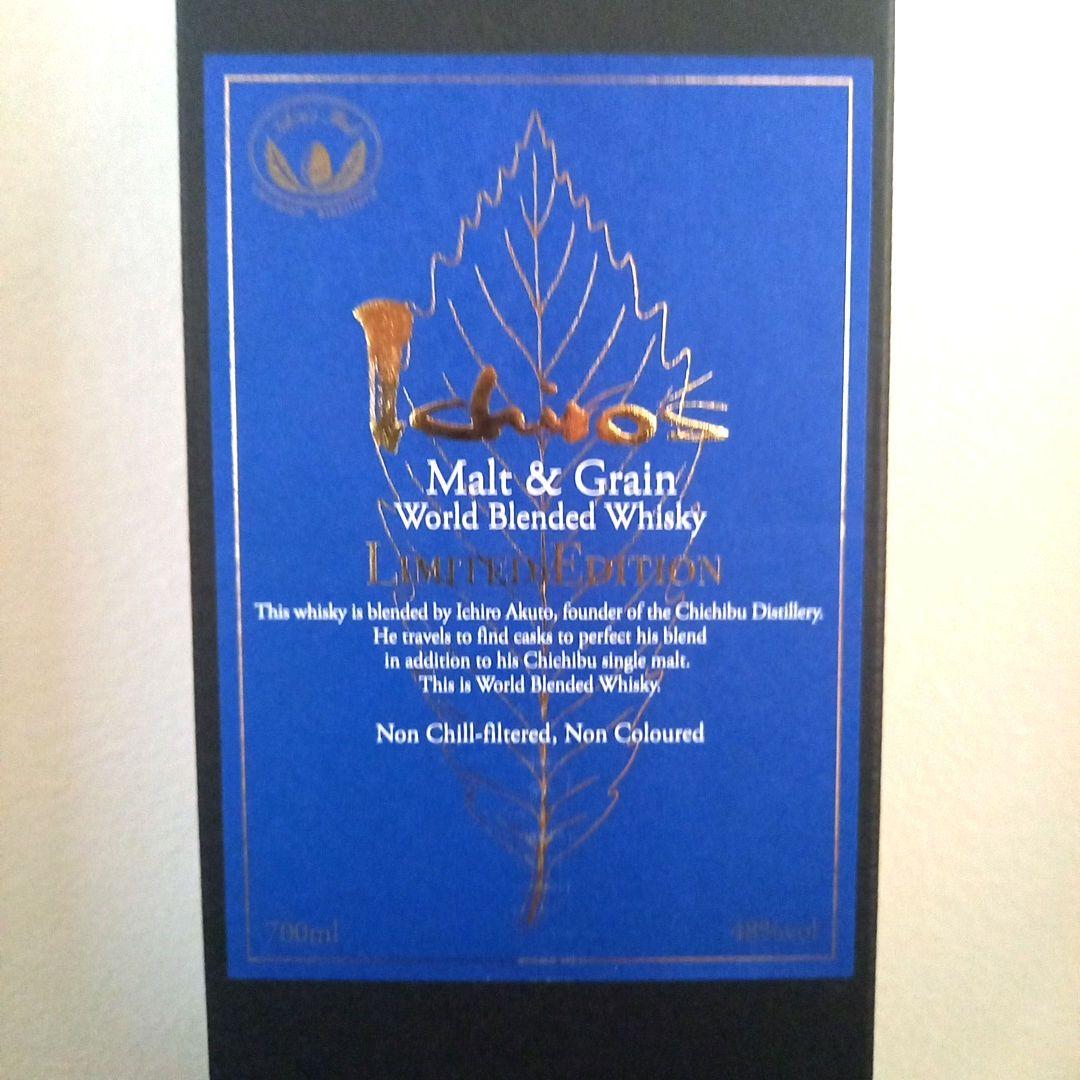 Ichiro's
Malt & Grain
World Blended Whisky
LIMITED EDITION
This whisky is blended by Ichiro Akuto, founder of the Chichibu Distillery.
He travels to find casks to perfect his blend
in addition to his Chichibu single malt.
This is World Blended Whisky.
Non Chill-filtered, Non Coloured
700ml 48%vol